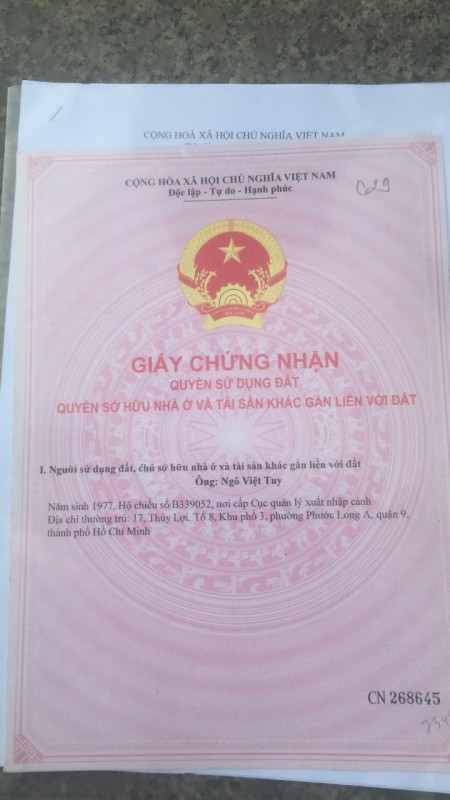 CỘNG HOÀ XÃ HỘI CHỦ NGHĨA VIỆT NAM
CỘNG HÒA XÃ HỘI CHỦ NGHĨA VIỆT NAM
Độc lập - Tự do - Hạnh phúc
GIẤY CHỨNG NHẬN
QUYỀN SỬ DỤNG ĐẤT
QUYỀN SỞ HỮU NHÀ Ở VÀ TÀI SẢN KHÁC GẮN LIỀN VỚI ĐẤT
I. Người sử dụng đất, chủ sở hữu nhà ở và tài sản khác gắn liền với đất
Ông: Ngô Việt Tuy
Năm sinh 1977, Hộ chiếu số B339052, nơi cấp Cục quản lý xuất nhập cảnh
Địa chỉ thường trú: 17, Thủy Lợi, Tổ 8, Khu phố 3, phường Phước Long A, quận 9,
thành phố Hồ Chí Minh
CN 268645